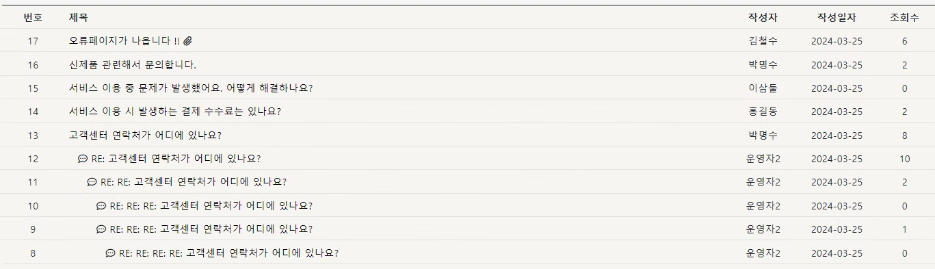 번호 제목 작성자 작성일자 조회수
17 오류페이지가 나옵니다 !! 김철수 2024-03-25 6
16 신제품 관련해서 문의합니다. 박명수 2024-03-25 2
15 서비스 이용 중 문제가 발생했어요. 어떻게 해결하나요? 이삼둘 2024-03-25 0
14 서비스 이용 시 발생하는 결제 수수료는 있나요? 홍길동 2024-03-25 2
13 고객센터 연락처가 어디에 있나요? 박명수 2024-03-25 8
12 RE: 고객센터 연락처가 어디에 있나요? 운영자2 2024-03-25 10
11 RE: RE: 고객센터 연락처가 어디에 있나요? 운영자2 2024-03-25 2
10 RE: RE: RE: 고객센터 연락처가 어디에 있나요? 운영자2 2024-03-25 0
9 RE: RE: RE: 고객센터 연락처가 어디에 있나요? 운영자2 2024-03-25 1
8 RE: RE: RE: RE: 고객센터 연락처가 어디에 있나요? 운영자2 2024-03-25 0